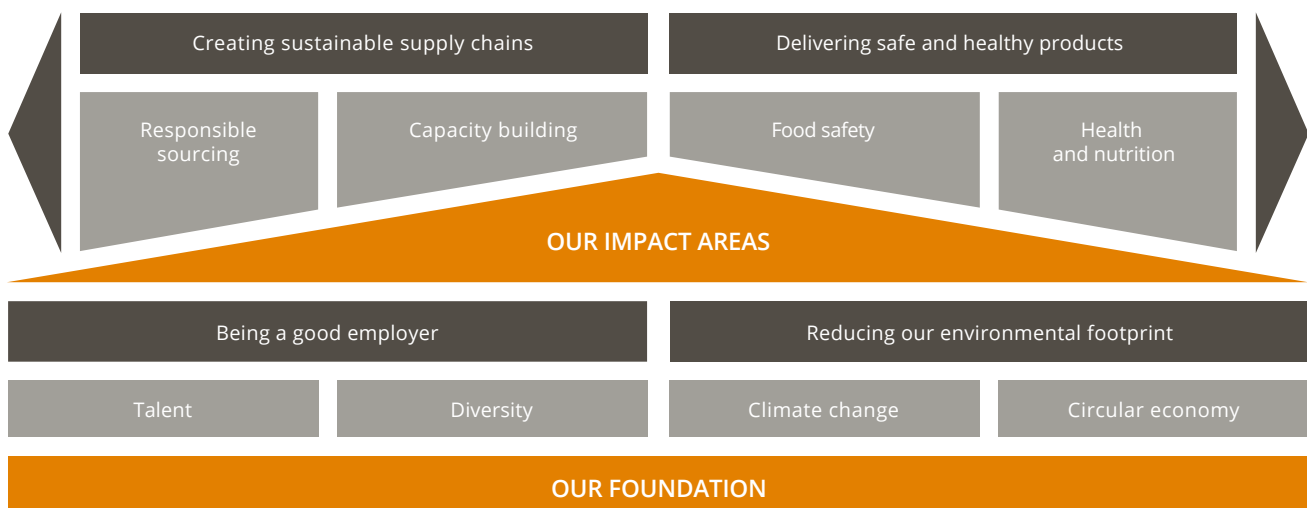 Creating sustainable supply chains
Delivering safe and healthy products
Responsible
sourcing
Capacity building
Food safety
Health
and nutrition
OUR IMPACT AREAS
Being a good employer
Reducing our environmental footprint
Talent
Diversity
Climate change
Circular economy
OUR FOUNDATION